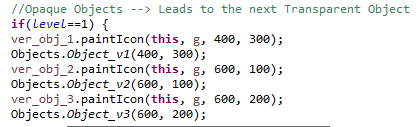 //Opaque Objects --> Leads to the next Transparent Object
if(level==1) {
ver_obj_1.paintIcon(this, g, 400, 300);
Objects.Object_v1(400, 300);
ver_obj_2.paintIcon(this, g, 600, 100);
Objects.Object_v2(600, 100);
ver_obj_3.paintIcon(this, g, 600, 200);
Objects.Object_v3(600, 200);